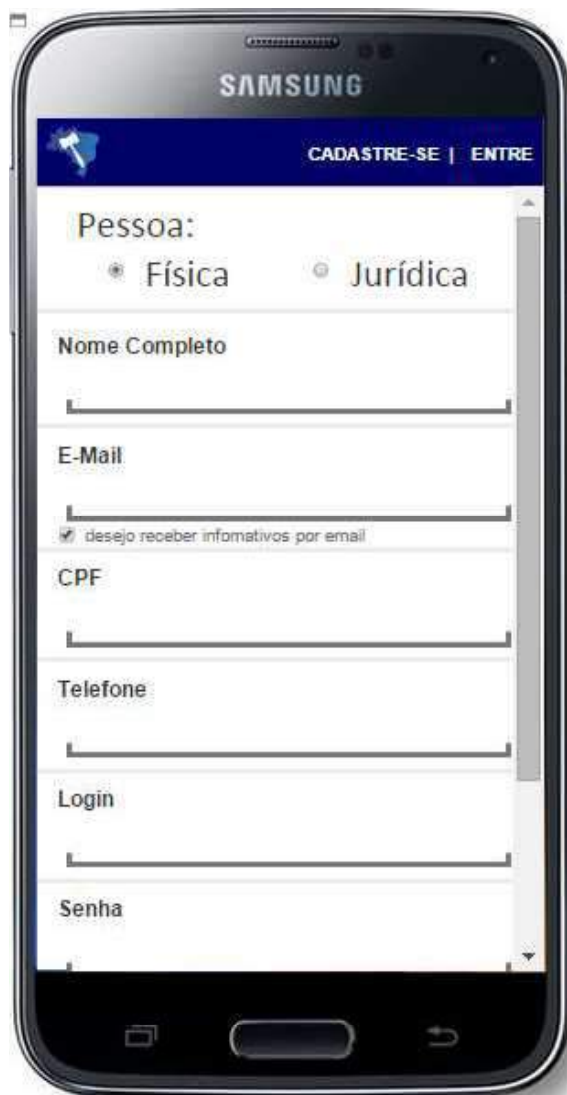 SAMSUNG
CADASTRE-SE | ENTRE
Pessoa:
Física Jurídica
Nome Completo
E-Mail
desejo receber infomativos por email
CPF
Telefone
Login
Senha